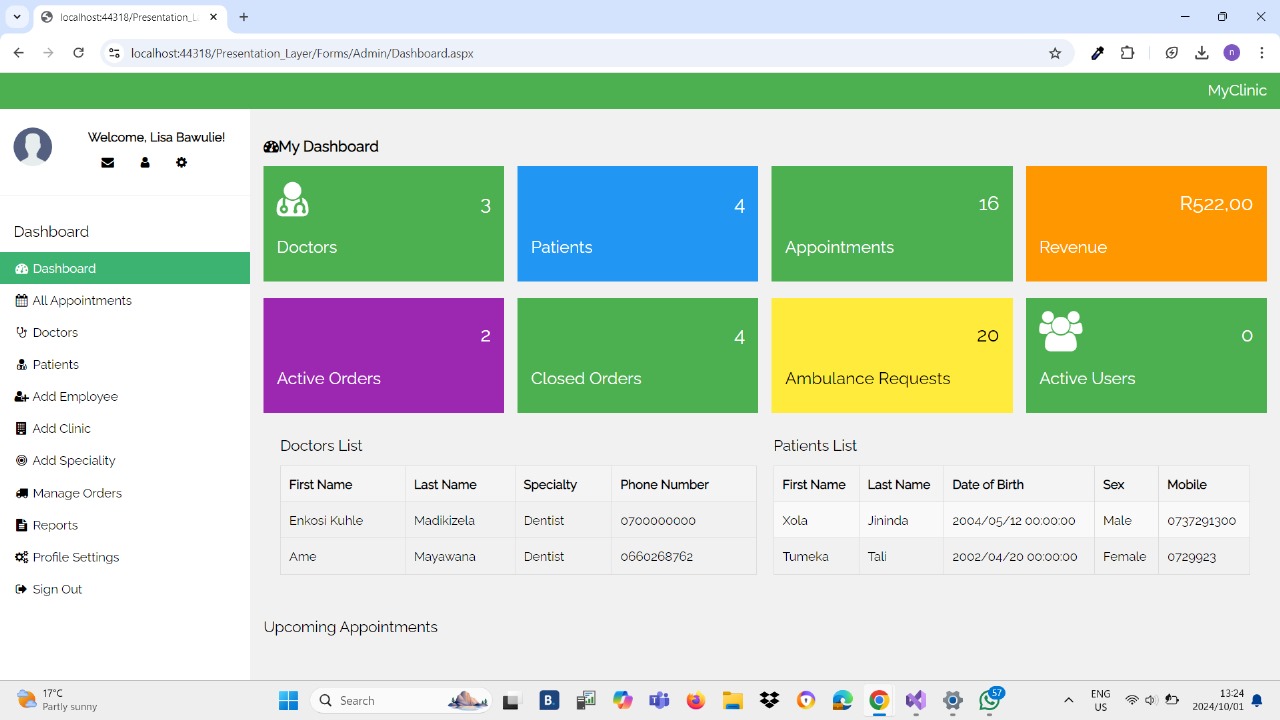 localhost:44318/Presentation_L
localhost:44318/Presentation_Layer/Forms/Admin/Dashboard.aspx
n
MyClinic
Welcome, Lisa Bawulie!
Dashboard
Dashboard
All Appointments
Doctors
Patients
Add Employee
Add Clinic
Add Speciality
Manage Orders
Reports
Profile Settings
Sign Out
My Dashboard
3
Doctors
4
Patients
16
Appointments
R522,00
Revenue
2
Active Orders
4
Closed Orders
20
Ambulance Requests
0
Active Users
Doctors List
First Name Last Name Specialty Phone Number
Enkosi Kuhle Madikizela Dentist 0700000000
Ame Mayawana Dentist 0660268762
Patients List
First Name Last Name Date of Birth Sex Mobile
Xola Jininda 2004/05/12 00:00:00 Male 0737291300
Tumeka Tali 2002/04/20 00:00:00 Female 0729923
Upcoming Appointments
17°C
Partly sunny
Search
B.
57
ENG
US
13:24
2024/10/01